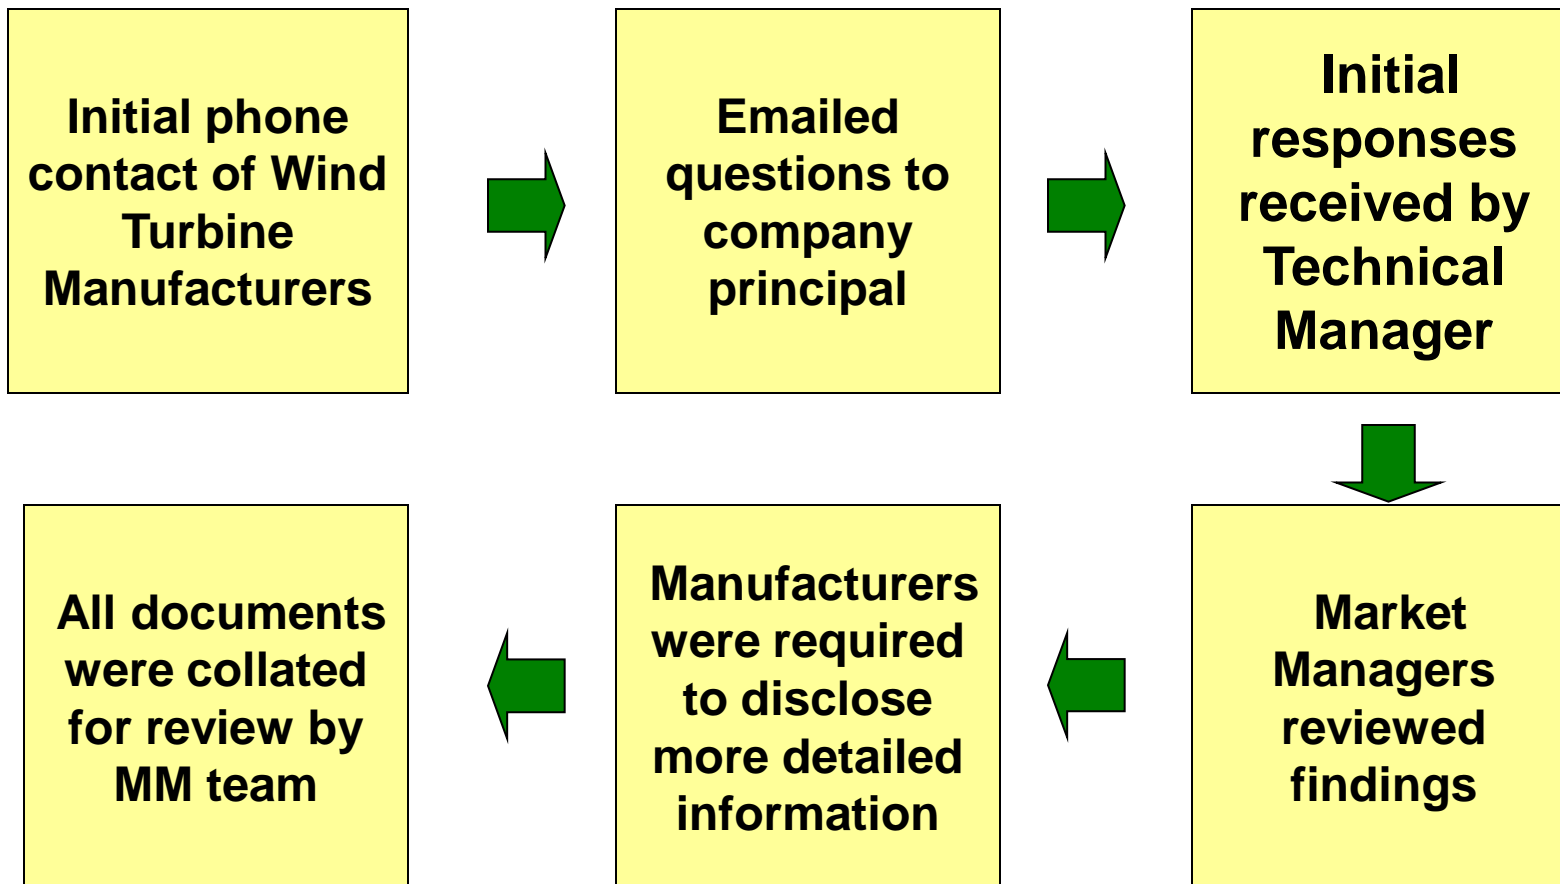 Initial phone
contact of Wind
Turbine
Manufacturers
Emailed
questions to
company
principal
Initial
responses
received by
Technical
Manager
Market
Managers
reviewed
findings
Manufacturers
were required
to disclose
more detailed
information
All documents
were collated
for review by
MM team